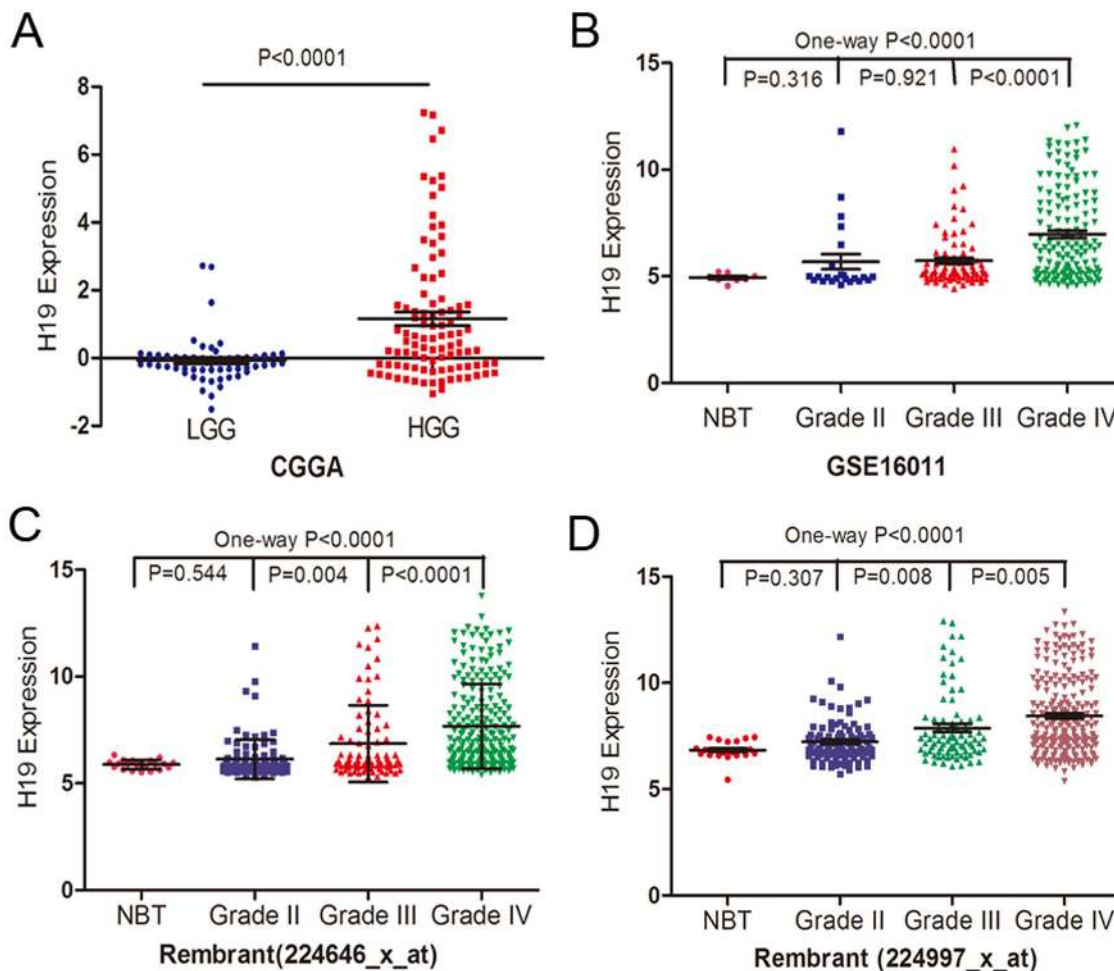 A
P<0.0001
8
6
4
2
0
-2
H19 Expression
LGG HGG
CGGA
B
One-way P<0.0001
P=0.316 P=0.921 P<0.0001
15
10
5
0
H19 Expression
NBT Grade II Grade III Grade IV
GSE16011
C
One-way P<0.0001
P=0.544 P=0.004 P<0.0001
15
10
5
0
H19 Expression
NBT Grade II Grade III Grade IV
Rembrant(224646_x_at)
D
One-way P<0.0001
P=0.307 P=0.008 P=0.005
15
10
5
0
H19 Expression
NBT Grade II Grade III Grade IV
Rembrant (224997_x_at)